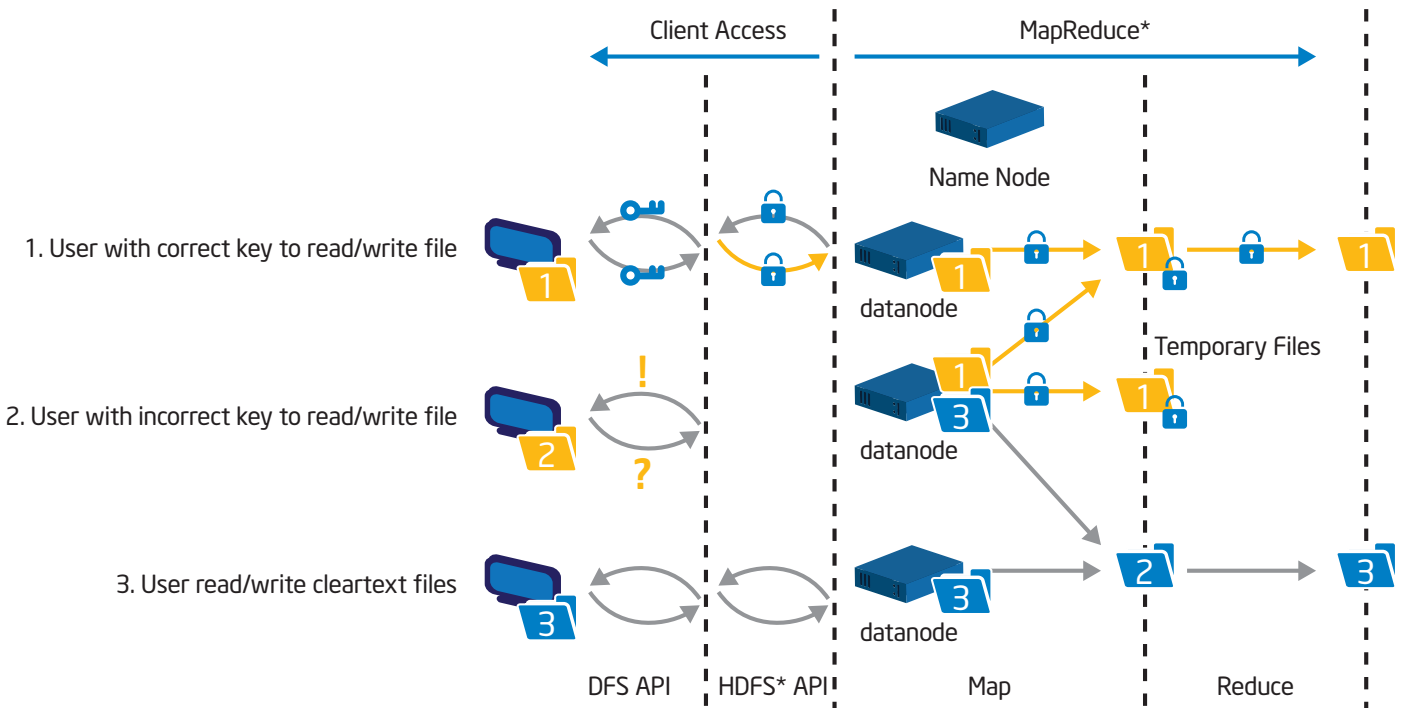 Client Access
MapReduce*
Name Node
1. User with correct key to read/write file
1
datanode
1
1
1
Temporary Files
2. User with incorrect key to read/write file
!
?
2
1
3
datanode
1
3. User read/write cleartext files
3
3
datanode
2
3
DFS API
HDFS* API
Map
Reduce